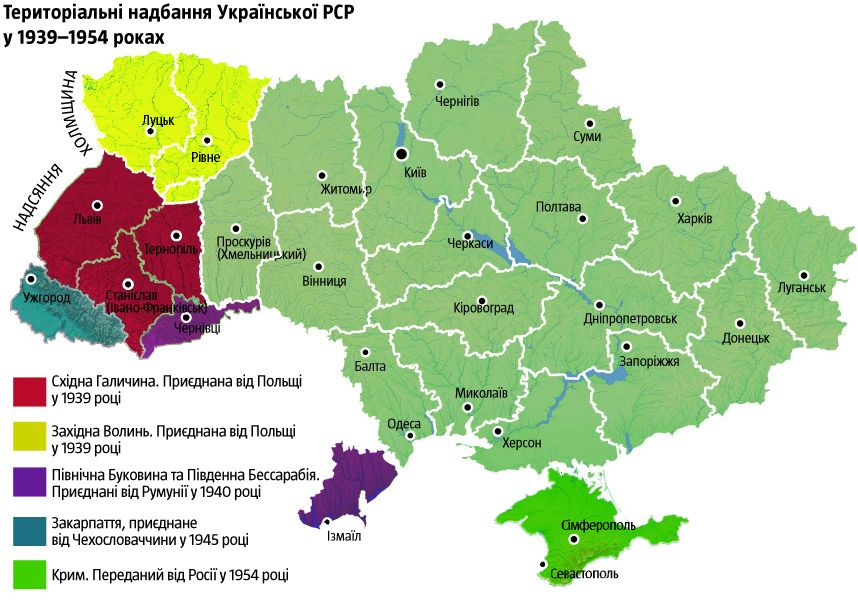 Територіальні надбання Української РСР
у 1939–1954 роках
ХОЛМЩИНА
НАДСЯННЯ
Луцьк
Рівне
Львів
Тернопіль
Станіслав
(Івано-Франківськ)
Ужгород
Чернівці
Проскурів
(Хмельницький)
Житомир
Вінниця
Київ
Чернігів
Суми
Полтава
Харків
Черкаси
Луганськ
Кіровоград
Дніпропетровськ
Донецьк
Запоріжжя
Балта
Миколаїв
Одеса
Херсон
Ізмаїл
Сімферополь
Севастополь
Східна Галичина. Приєднана від Польщі
у 1939 році
Західна Волинь. Приєднана від Польщі
у 1939 році
Північна Буковина та Південна Бессарабія.
Приєднані від Румунії у 1940 році
Закарпаття, приєднане
від Чехословаччини у 1945 році
Крим. Переданий від Росії у 1954 році